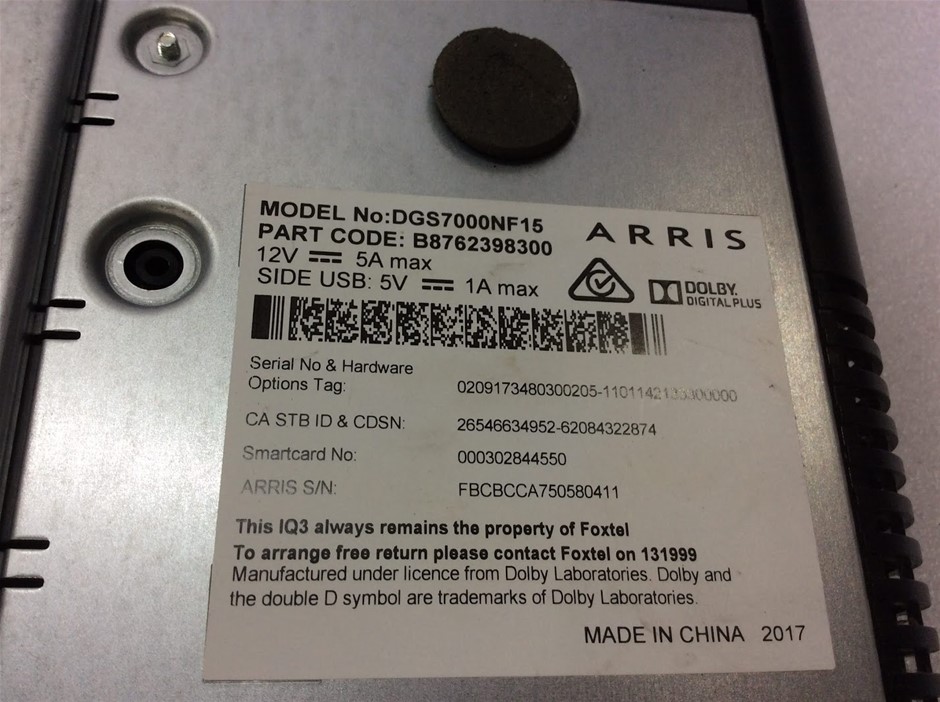 MODEL No:DGS7000NF15
PART CODE: B8762398300
ARRIS
12V 5A max
SIDE USB: 5V 1A max
DOLBY.
DIGITAL PLUS
Serial No & Hardware
Options Tag: 0209173480300205-1101142133300000
CA STB ID & CDSN: 26546634952-62084322874
Smartcard No: 000302844550
ARRIS S/N: FBCBCCA750580411
This IQ3 always remains the property of Foxtel
To arrange free return please contact Foxtel on 131999
Manufactured under licence from Dolby Laboratories. Dolby and
the double D symbol are trademarks of Dolby Laboratories.
MADE IN CHINA 2017